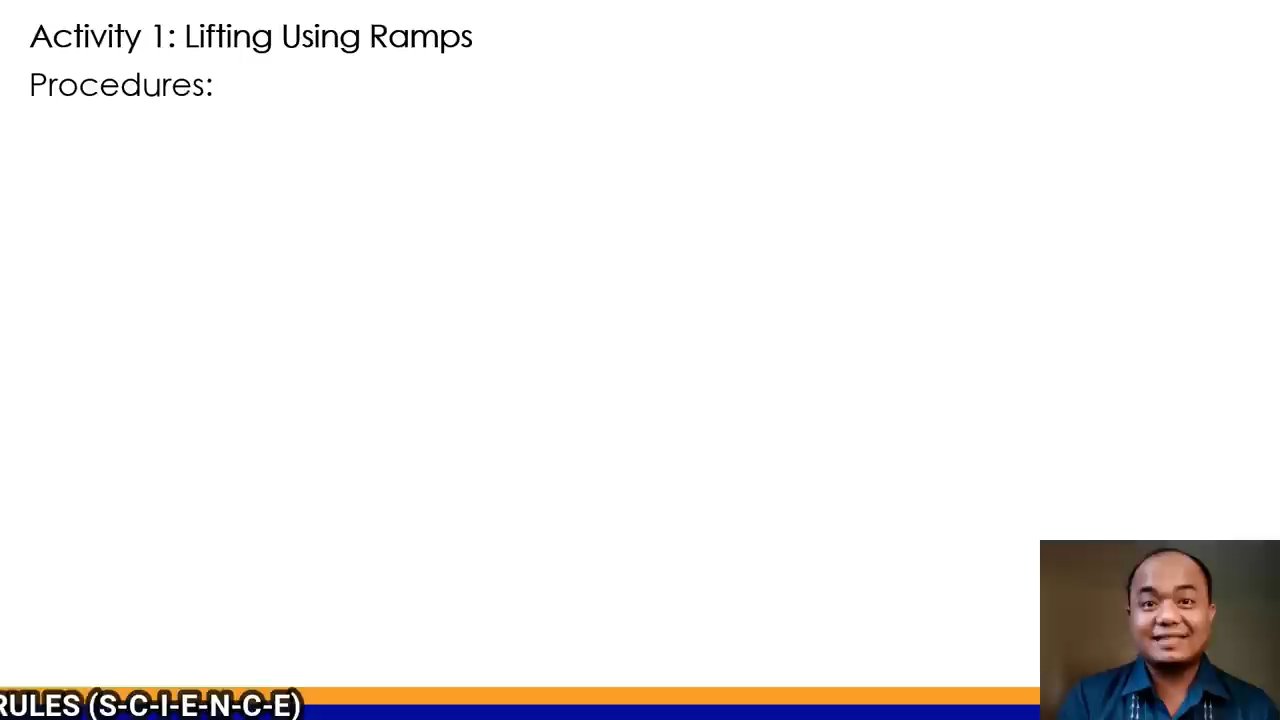 Activity 1: Lifting Using Ramps
Procedures:
RULES (S-C-I-E-N-C-E)